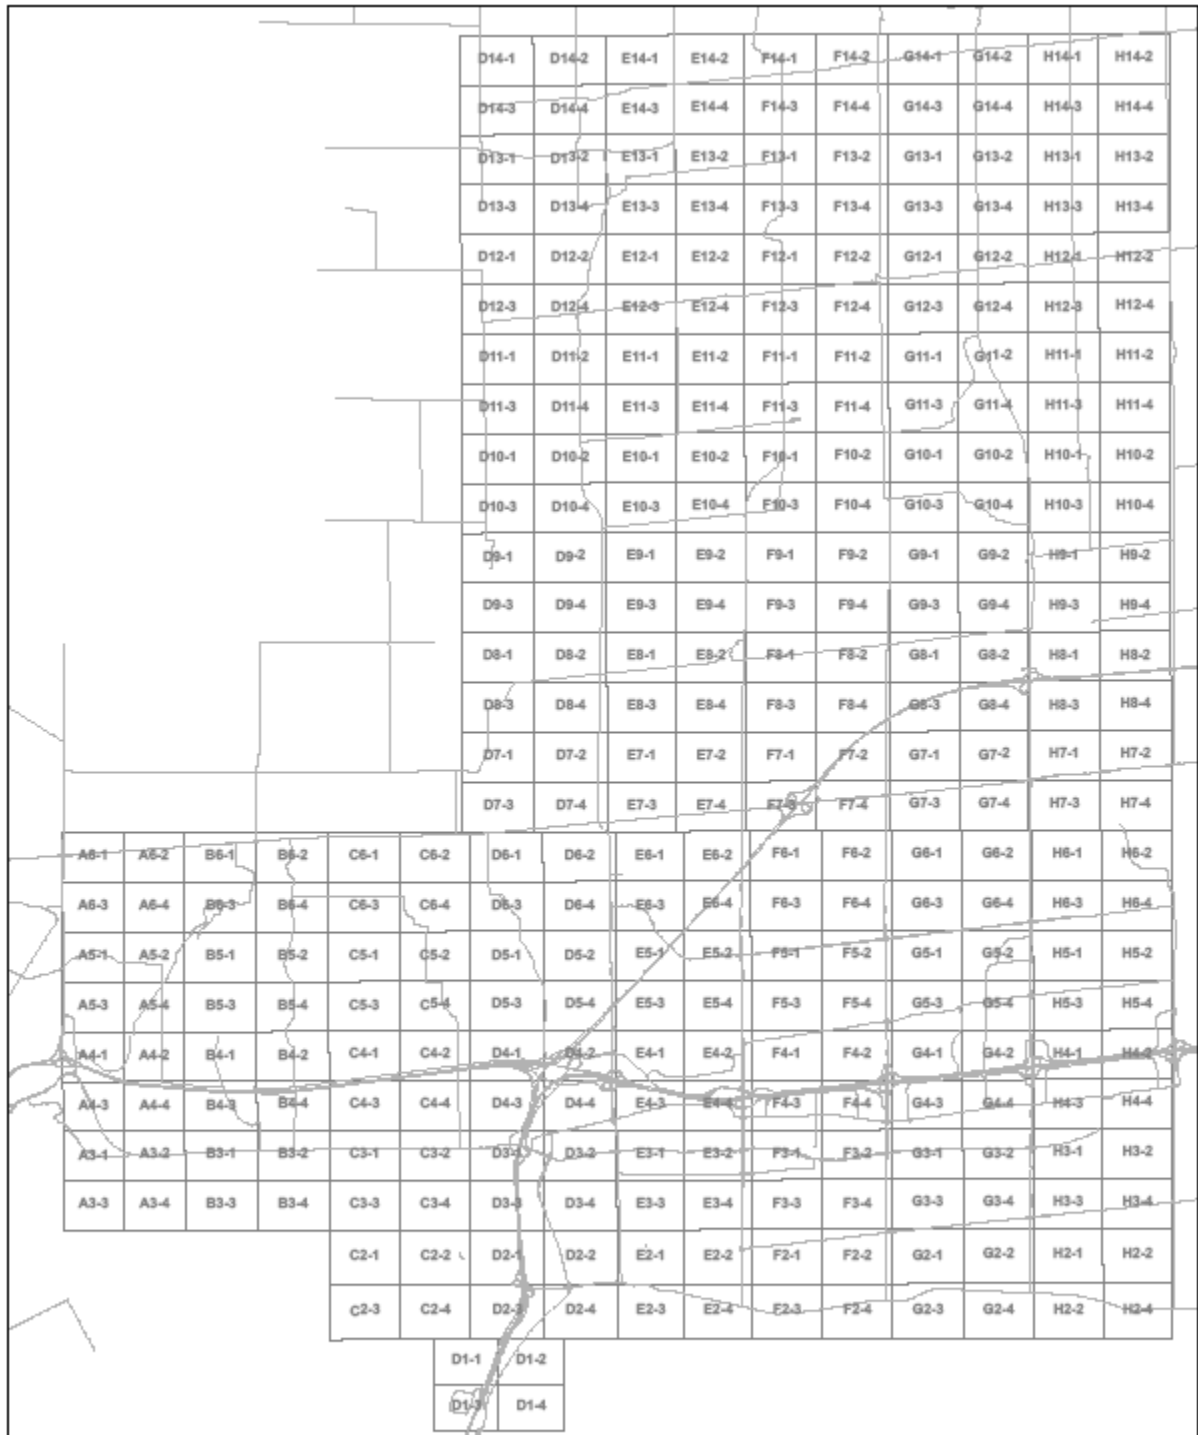 D14-1 D14-2 E14-1 E14-2 F14-1 F14-2 G14-1 G14-2 H14-1 H14-2
D14-3 D14-4 E14-3 E14-4 F14-3 F14-4 G14-3 G14-4 H14-3 H14-4
D13-1 D13-2 E13-1 E13-2 F13-1 F13-2 G13-1 G13-2 H13-1 H13-2
D13-3 D13-4 E13-3 E13-4 F13-3 F13-4 G13-3 G13-4 H13-3 H13-4
D12-1 D12-2 E12-1 E12-2 F12-1 F12-2 G12-1 G12-2 H12-1 H12-2
D12-3 D12-4 E12-3 E12-4 F12-3 F12-4 G12-3 G12-4 H12-3 H12-4
D11-1 D11-2 E11-1 E11-2 F11-1 F11-2 G11-1 G11-2 H11-1 H11-2
D11-3 D11-4 E11-3 E11-4 F11-3 F11-4 G11-3 G11-4 H11-3 H11-4
D10-1 D10-2 E10-1 E10-2 F10-1 F10-2 G10-1 G10-2 H10-1 H10-2
D10-3 D10-4 E10-3 E10-4 F10-3 F10-4 G10-3 G10-4 H10-3 H10-4
D9-1 D9-2 E9-1 E9-2 F9-1 F9-2 G9-1 G9-2 H9-1 H9-2
D9-3 D9-4 E9-3 E9-4 F9-3 F9-4 G9-3 G9-4 H9-3 H9-4
D8-1 D8-2 E8-1 E8-2 F8-1 F8-2 G8-1 G8-2 H8-1 H8-2
D8-3 D8-4 E8-3 E8-4 F8-3 F8-4 G8-3 G8-4 H8-3 H8-4
D7-1 D7-2 E7-1 E7-2 F7-1 F7-2 G7-1 G7-2 H7-1 H7-2
D7-3 D7-4 E7-3 E7-4 F7-3 F7-4 G7-3 G7-4 H7-3 H7-4
A6-1 A6-2 B6-1 B6-2 C6-1 C6-2 D6-1 D6-2 E6-1 E6-2 F6-1 F6-2 G6-1 G6-2 H6-1 H6-2
A6-3 A6-4 B6-3 B6-4 C6-3 C6-4 D6-3 D6-4 E6-3 E6-4 F6-3 F6-4 G6-3 G6-4 H6-3 H6-4
A5-1 A5-2 B5-1 B5-2 C5-1 C5-2 D5-1 D5-2 E5-1 E5-2 F5-1 F5-2 G5-1 G5-2 H5-1 H5-2
A5-3 A5-4 B5-3 B5-4 C5-3 C5-4 D5-3 D5-4 E5-3 E5-4 F5-3 F5-4 G5-3 G5-4 H5-3 H5-4
A4-1 A4-2 B4-1 B4-2 C4-1 C4-2 D4-1 D4-2 E4-1 E4-2 F4-1 F4-2 G4-1 G4-2 H4-1 H4-2
A4-3 A4-4 B4-3 B4-4 C4-3 C4-4 D4-3 D4-4 E4-3 E4-4 F4-3 F4-4 G4-3 G4-4 H4-3 H4-4
A3-1 A3-2 B3-1 B3-2 C3-1 C3-2 D3-1 D3-2 E3-1 E3-2 F3-1 F3-2 G3-1 G3-2 H3-1 H3-2
A3-3 A3-4 B3-3 B3-4 C3-3 C3-4 D3-3 D3-4 E3-3 E3-4 F3-3 F3-4 G3-3 G3-4 H3-3 H3-4
C2-1 C2-2 D2-1 D2-2 E2-1 E2-2 F2-1 F2-2 G2-1 G2-2 H2-1 H2-2
C2-3 C2-4 D2-3 D2-4 E2-3 E2-4 F2-3 F2-4 G2-3 G2-4 H2-2 H2-4
D1-1 D1-2
D1-3 D1-4